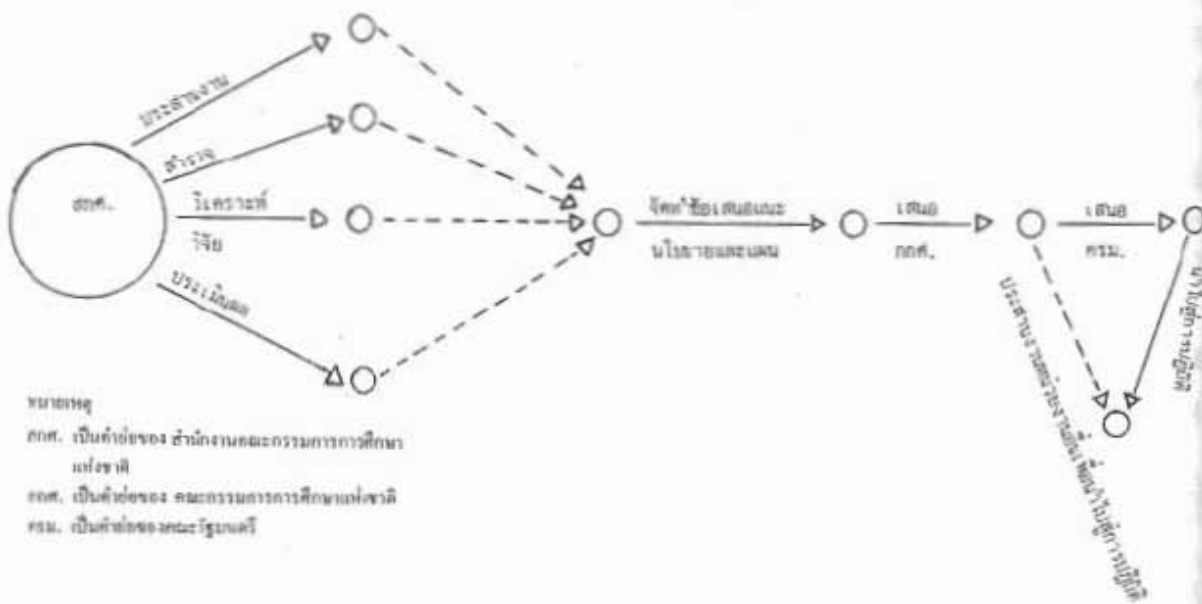 ประสานงาน
สำรวจ
สกศ.
วิเคราะห์
วิจัย
ประเมินผล
จัดทำข้อเสนอแนะ
นโยบายและแผน
เสนอ
กกศ.
เสนอ
ครม.
ประสานงานหน่วยงานอื่นเพื่อนำไปสู่การปฏิบัติ
นำไปสู่การปฏิบัติ
หมายเหตุ
สกศ. เป็นคำย่อของ สำนักงานคณะกรรมการการศึกษา
แห่งชาติ
กกศ. เป็นคำย่อของ คณะกรรมการการศึกษาแห่งชาติ
ครม. เป็นคำย่อของคณะรัฐมนตรี